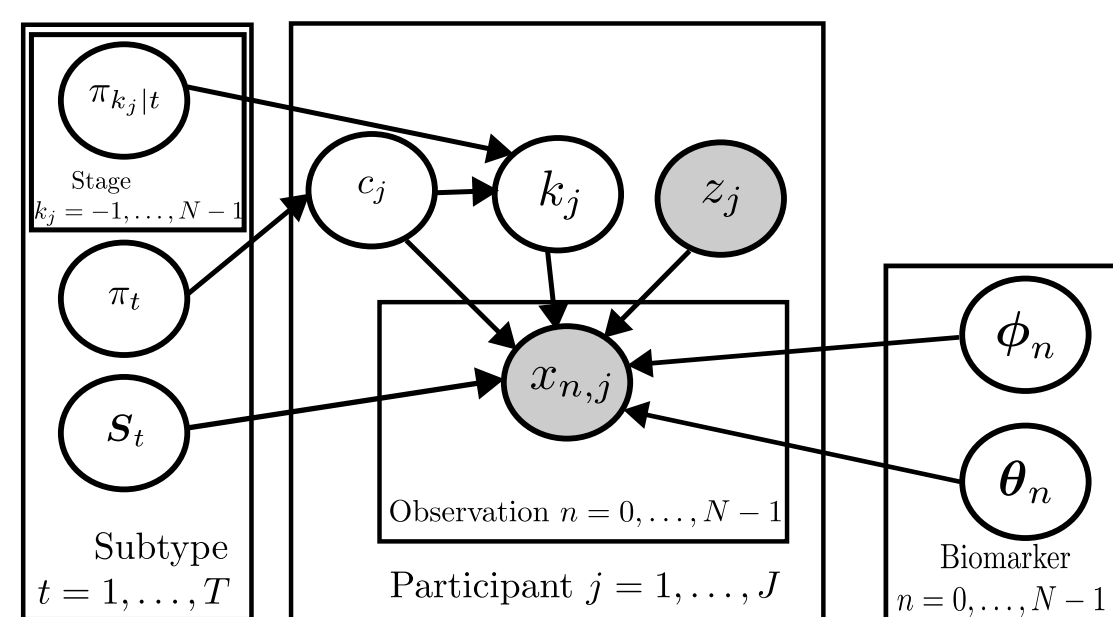 π_{k_j|t}
Stage
k_j = −1, . . . , N − 1
π_t
S_t
Subtype
t = 1, . . . , T
c_j
k_j
z_j
x_{n,j}
Observation n = 0, . . . , N − 1
Participant j = 1, . . . , J
ϕ_n
θ_n
Biomarker
n = 0, . . . , N − 1